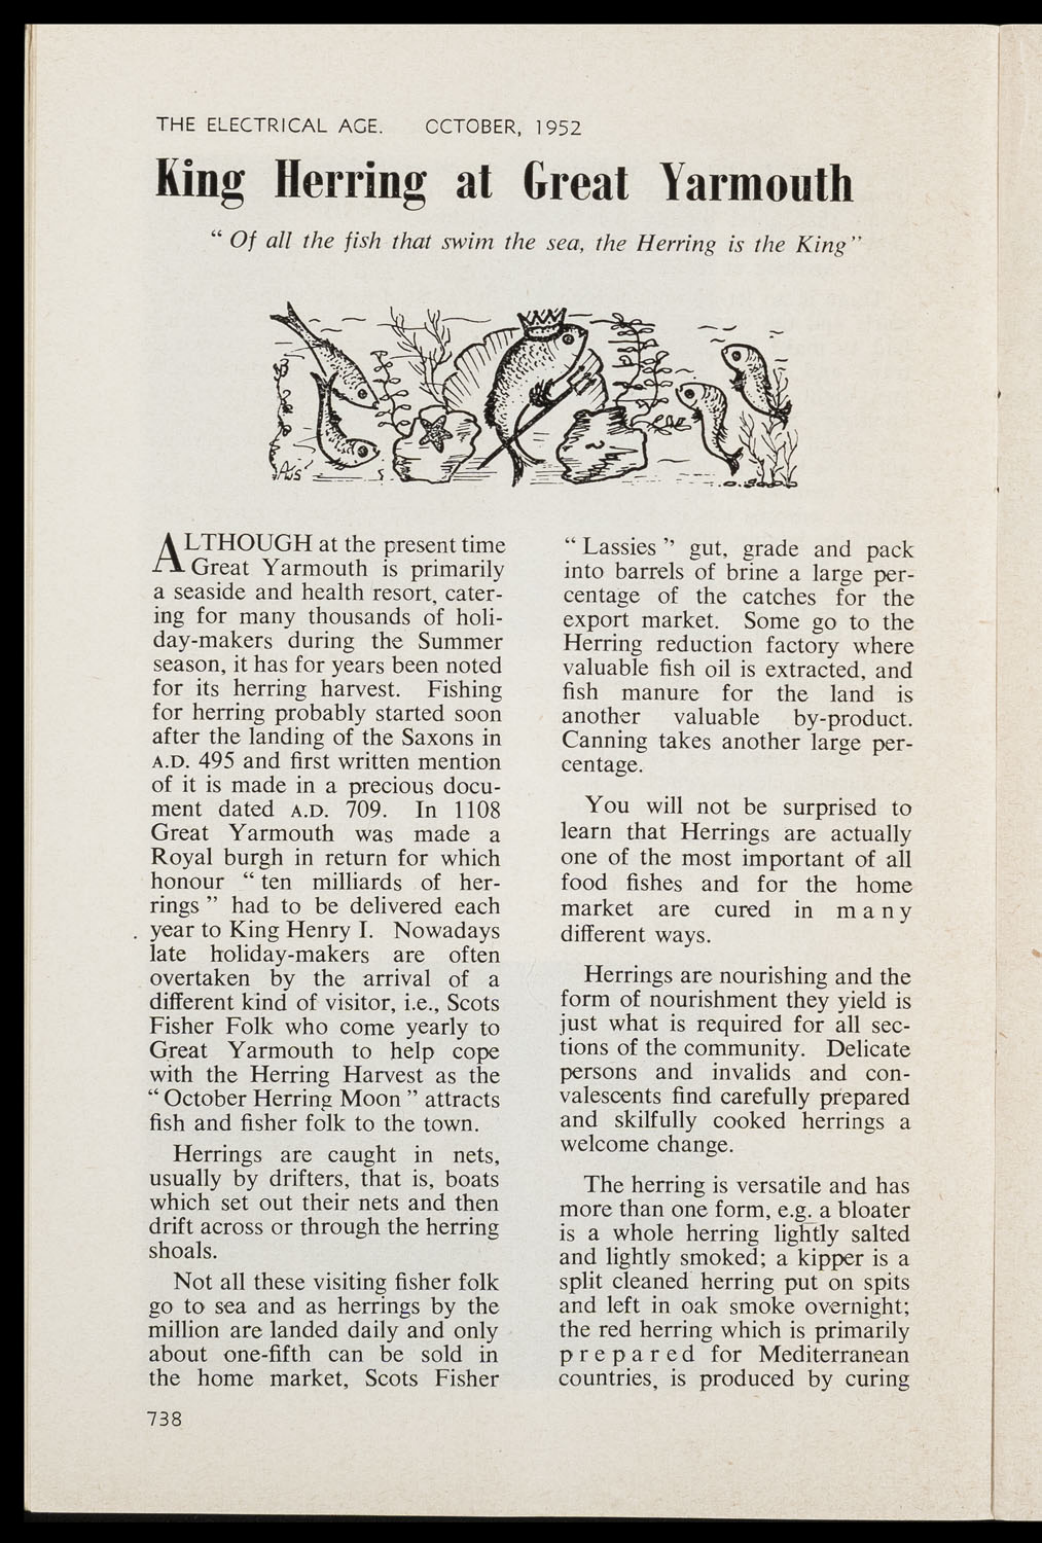 THE ELECTRICAL AGE. OCTOBER, 1952
King Herring at Great Yarmouth
“ Of all the fish that swim the sea, the Herring is the King ”
Aws
ALTHOUGH at the present time
Great Yarmouth is primarily
a seaside and health resort, cater-
ing for many thousands of holi-
day-makers during the Summer
season, it has for years been noted
for its herring harvest. Fishing
for herring probably started soon
after the landing of the Saxons in
A.D. 495 and first written mention
of it is made in a precious docu-
ment dated A.D. 709. In 1108
Great Yarmouth was made a
Royal burgh in return for which
honour “ ten milliards of her-
rings ” had to be delivered each
year to King Henry I. Nowadays
late holiday-makers are often
overtaken by the arrival of a
different kind of visitor, i.e., Scots
Fisher Folk who come yearly to
Great Yarmouth to help cope
with the Herring Harvest as the
“ October Herring Moon ” attracts
fish and fisher folk to the town.
Herrings are caught in nets,
usually by drifters, that is, boats
which set out their nets and then
drift across or through the herring
shoals.
Not all these visiting fisher folk
go to sea and as herrings by the
million are landed daily and only
about one-fifth can be sold in
the home market, Scots Fisher
“ Lassies ” gut, grade and pack
into barrels of brine a large per-
centage of the catches for the
export market. Some go to the
Herring reduction factory where
valuable fish oil is extracted, and
fish manure for the land is
another valuable by-product.
Canning takes another large per-
centage.
You will not be surprised to
learn that Herrings are actually
one of the most important of all
food fishes and for the home
market are cured in many
different ways.
Herrings are nourishing and the
form of nourishment they yield is
just what is required for all sec-
tions of the community. Delicate
persons and invalids and con-
valescents find carefully prepared
and skilfully cooked herrings a
welcome change.
The herring is versatile and has
more than one form, e.g. a bloater
is a whole herring lightly salted
and lightly smoked; a kipper is a
split cleaned herring put on spits
and left in oak smoke overnight;
the red herring which is primarily
prepared for Mediterranean
countries, is produced by curing
738